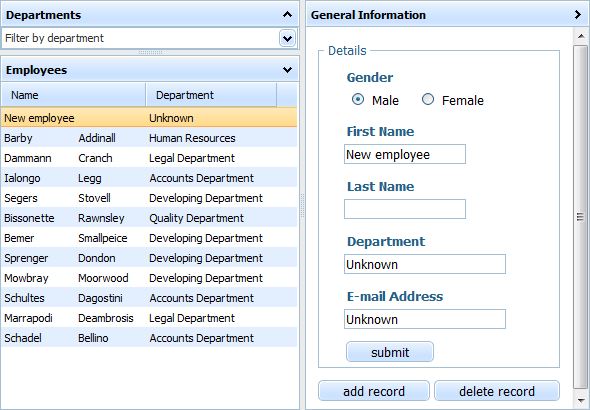 Departments
Filter by department
Employees
Name Department
New employee Unknown
Barby Addinall Human Resources
Dammann Cranch Legal Department
Ialongo Legg Accounts Department
Segers Stovell Developing Department
Bissonette Rawnsley Quality Department
Bemer Smallpeice Developing Department
Sprenger Dondon Developing Department
Mowbray Moorwood Developing Department
Schultes Dagostini Accounts Department
Marrapodi Deambrosis Legal Department
Schadel Bellino Accounts Department
General Information
Details
Gender
Male Female
First Name
New employee
Last Name
Department
Unknown
E-mail Address
Unknown
submit
add record delete record